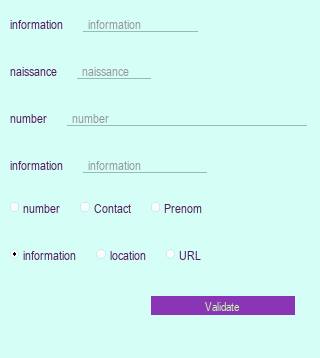 information information
naissance naissance
number number
information information
number Contact Prenom
information location URL
Validate